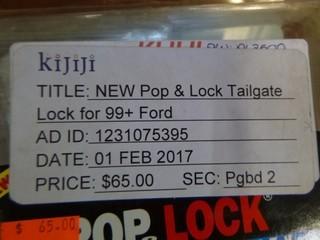 kijiji
TITLE: NEW Pop & Lock Tailgate
Lock for 99+ Ford
AD ID: 1231075395
DATE: 01 FEB 2017
PRICE: $65.00 SEC: Pgbd 2
$ 65.00
POP & LOCK